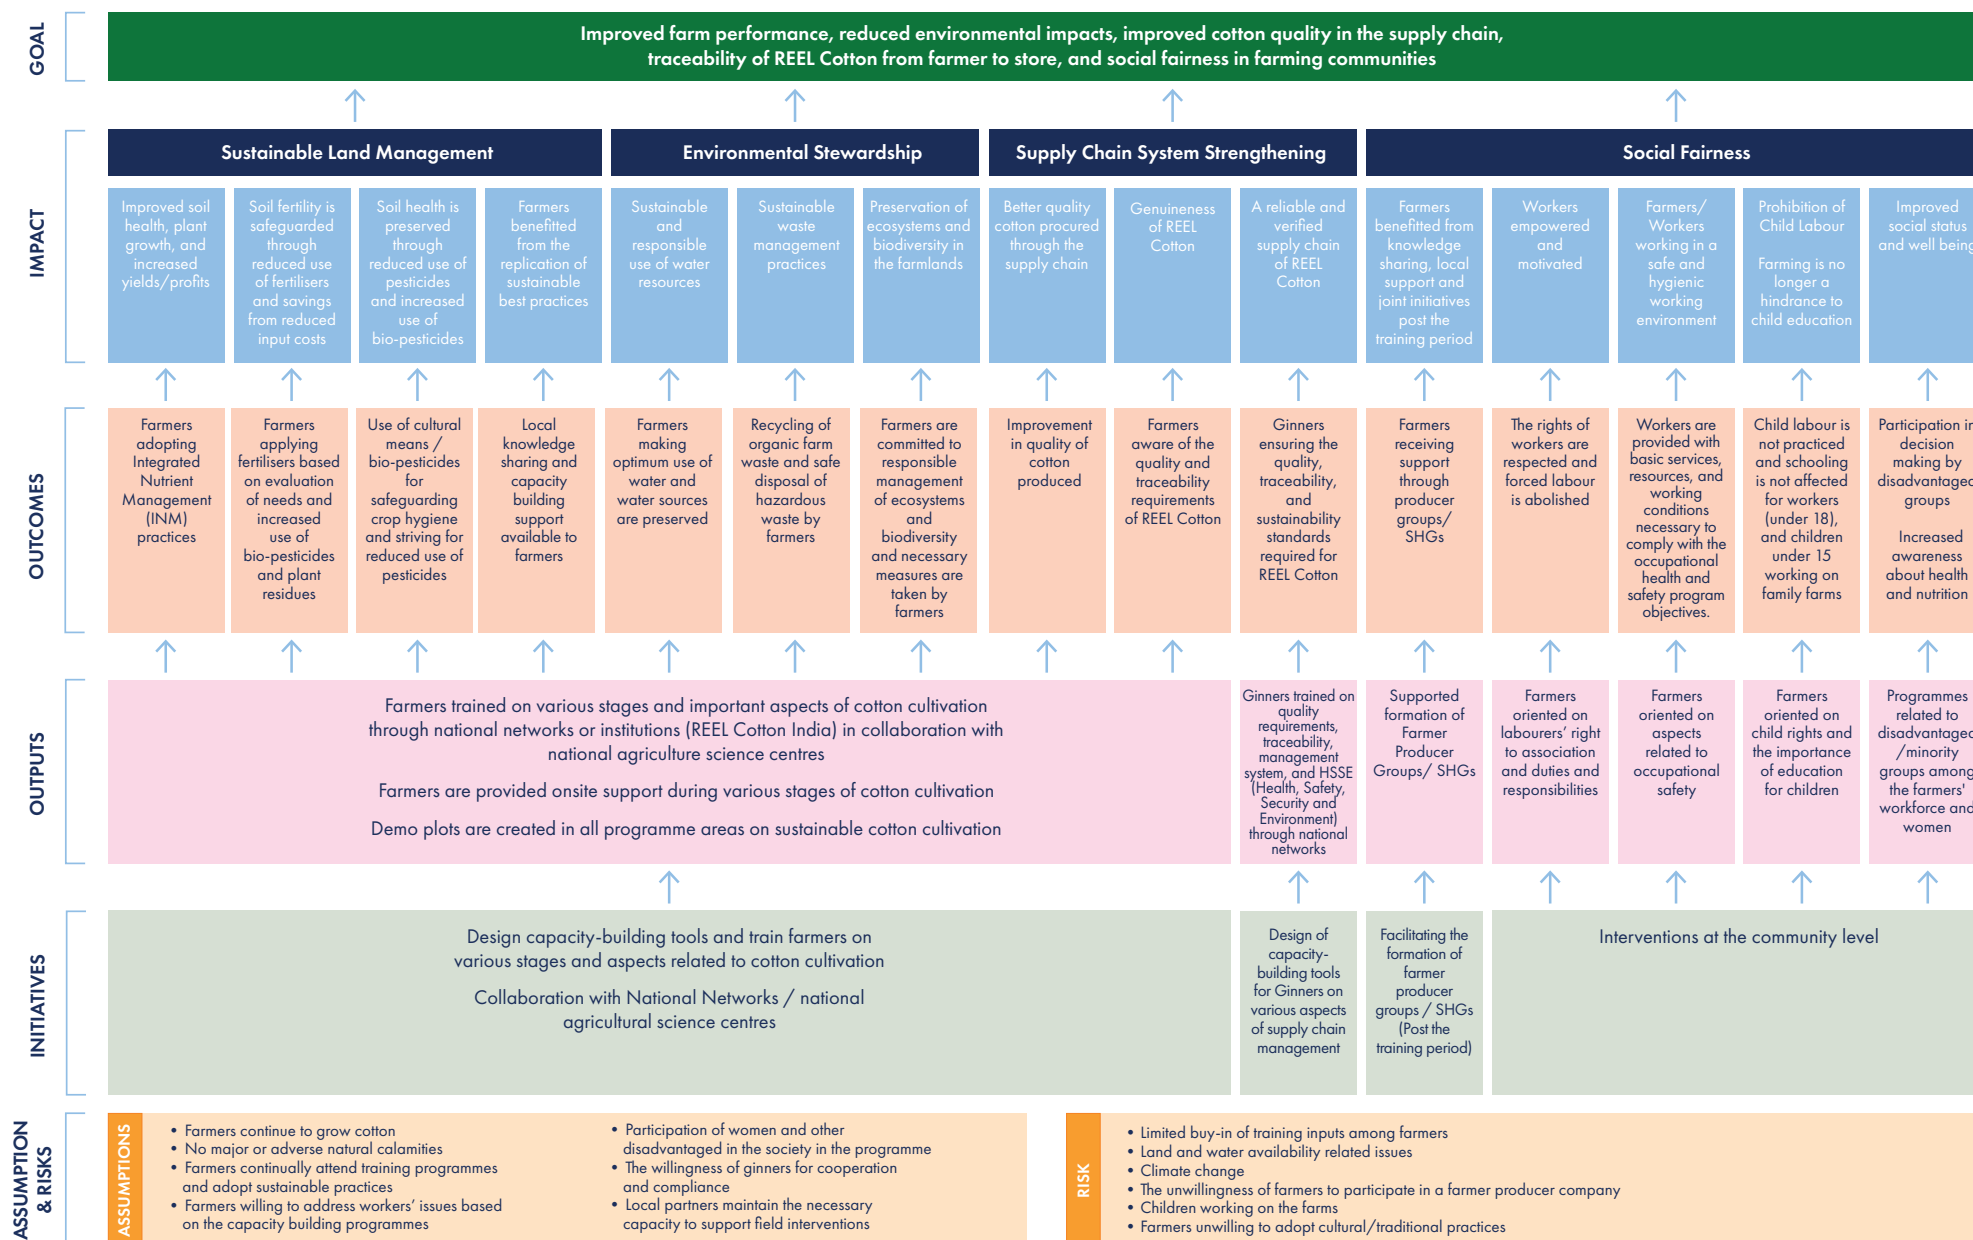 GOAL
Improved farm performance, reduced environmental impacts, improved cotton quality in the supply chain,
traceability of REEL Cotton from farmer to store, and social fairness in farming communities
IMPACT
Sustainable Land Management
Environmental Stewardship
Supply Chain System Strengthening
Social Fairness
Improved soil
health, plant
growth, and
increased
yields/profits
Soil fertility is
safeguarded
through
reduced use
of fertilisers
and savings
from reduced
input costs
Soil health is
preserved
through
reduced use of
pesticides
and increased
use of
bio-pesticides
Farmers
benefitted
from the
replication of
sustainable
best practices
Sustainable
and
responsible
use of water
resources
Sustainable
waste
management
practices
Preservation of
ecosystems and
biodiversity in
the farmlands
Better quality
cotton procured
through the
supply chain
Genuineness
of REEL
Cotton
A reliable and
verified
supply chain
of REEL
Cotton
Farmers
benefitted from
knowledge
sharing, local
support and
joint initiatives
post the
training period
Workers
empowered
and
motivated
Farmers/
Workers
working in a
safe and
hygienic
working
environment
Prohibition of
Child Labour
Farming is no
longer a
hindrance to
child education
Improved
social status
and well being
OUTCOMES
Farmers
adopting
Integrated
Nutrient
Management
(INM)
practices
Farmers
applying
fertilisers based
on evaluation
of needs and
increased
use of
bio-pesticides
and plant
residues
Use of cultural
means /
bio-pesticides
for
safeguarding
crop hygiene
and striving for
reduced use of
pesticides
Local
knowledge
sharing and
capacity
building
support
available to
farmers
Farmers
making
optimum use of
water and
water sources
are preserved
Recycling of
organic farm
waste and safe
disposal of
hazardous
waste by
farmers
Farmers are
committed to
responsible
management
of ecosystems
and
biodiversity
and necessary
measures are
taken by
farmers
Improvement
in quality of
cotton
produced
Farmers
aware of the
quality and
traceability
requirements
of REEL Cotton
Ginners
ensuring the
quality,
traceability,
and
sustainability
standards
required for
REEL Cotton
Farmers
receiving
support
through
producer
groups/
SHGs
The rights of
workers are
respected and
forced labour
is abolished
Workers are
provided with
basic services,
resources, and
working
conditions
necessary to
comply with the
occupational
health and
safety program
objectives.
Child labour is
not practiced
and schooling
is not affected
for workers
(under 18),
and children
under 15
working on
family farms
Participation in
decision
making by
disadvantaged
groups
Increased
awareness
about health
and nutrition
OUTPUTS
Farmers trained on various stages and important aspects of cotton cultivation
through national networks or institutions (REEL Cotton India) in collaboration with
national agriculture science centres
Farmers are provided onsite support during various stages of cotton cultivation
Demo plots are created in all programme areas on sustainable cotton cultivation
Ginners trained on
quality
requirements,
traceability,
management
system, and HSSE
(Health, Safety,
Security and
Environment)
through national
networks
Supported
formation of
Farmer
Producer
Groups/ SHGs
Farmers
oriented on
labourers’ right
to association
and duties and
responsibilities
Farmers
oriented on
aspects
related to
occupational
safety
Farmers
oriented on
child rights and
the importance
of education
for children
Programmes
related to
disadvantaged
/minority
groups among
the farmers'
workforce and
women
INITIATIVES
Design capacity-building tools and train farmers on
various stages and aspects related to cotton cultivation
Collaboration with National Networks / national
agricultural science centres
Design of
capacity-
building tools
for Ginners on
various aspects
of supply chain
management
Facilitating the
formation of
farmer
producer
groups / SHGs
(Post the
training period)
Interventions at the community level
ASSUMPTION
& RISKS
ASSUMPTIONS
• Farmers continue to grow cotton
• No major or adverse natural calamities
• Farmers continually attend training programmes
and adopt sustainable practices
• Farmers willing to address workers’ issues based
on the capacity building programmes
• Participation of women and other
disadvantaged in the society in the programme
• The willingness of ginners for cooperation
and compliance
• Local partners maintain the necessary
capacity to support field interventions
RISK
• Limited buy-in of training inputs among farmers
• Land and water availability related issues
• Climate change
• The unwillingness of farmers to participate in a farmer producer company
• Children working on the farms
• Farmers unwilling to adopt cultural/traditional practices